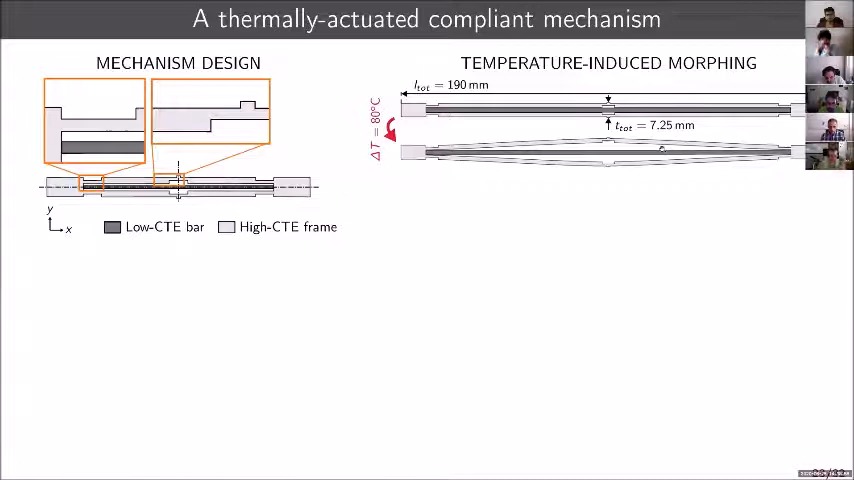 A thermally-actuated compliant mechanism
MECHANISM DESIGN
TEMPERATURE-INDUCED MORPHING
l_tot = 190 mm
ΔT = 80°C
t_tot = 7.25 mm
y
x
Low-CTE bar
High-CTE frame